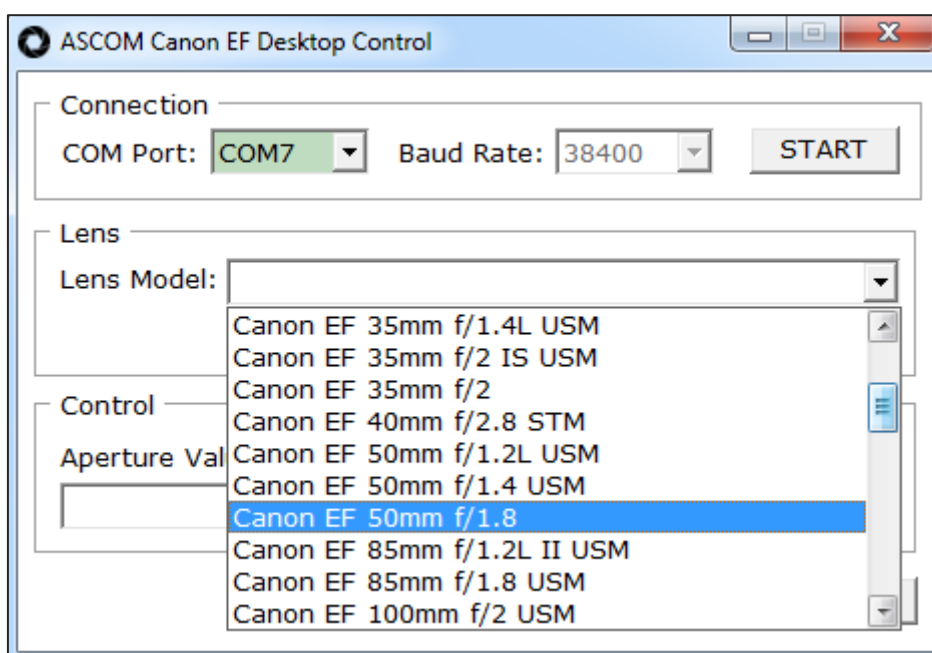 ASCOM Canon EF Desktop Control
Connection
COM Port: COM7 Baud Rate: 38400 START
Lens
Lens Model:
Canon EF 35mm f/1.4L USM
Canon EF 35mm f/2 IS USM
Canon EF 35mm f/2
Canon EF 40mm f/2.8 STM
Canon EF 50mm f/1.2L USM
Canon EF 50mm f/1.4 USM
Canon EF 50mm f/1.8
Canon EF 85mm f/1.2L II USM
Canon EF 85mm f/1.8 USM
Canon EF 100mm f/2 USM
Control
Aperture Val